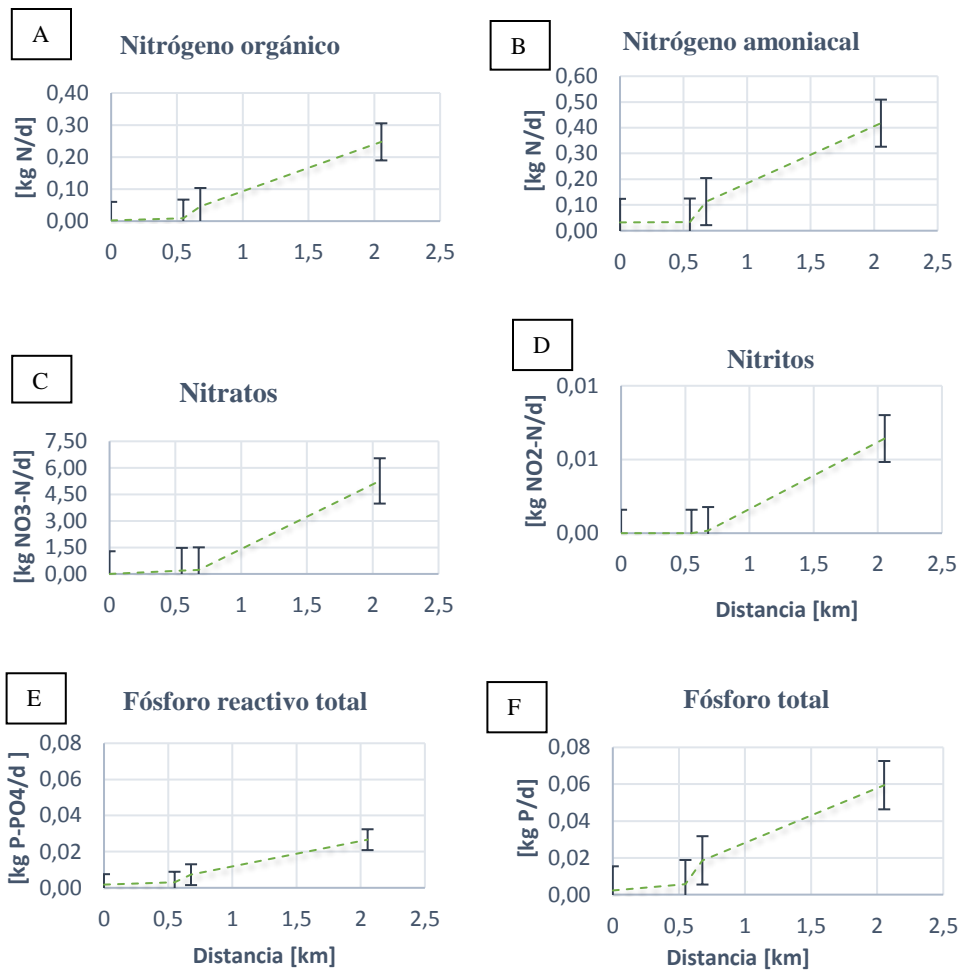 A
Nitrógeno orgánico
[kg N/d]
0,40
0,30
0,20
0,10
0,00
0 0,5 1 1,5 2 2,5
B
Nitrógeno amoniacal
[kg N/d]
0,60
0,50
0,40
0,30
0,20
0,10
0,00
0 0,5 1 1,5 2 2,5
C
Nitratos
[kg NO3-N/d]
7,50
6,00
4,50
3,00
1,50
0,00
0 0,5 1 1,5 2 2,5
D
Nitritos
[kg NO2-N/d]
0,01
0,01
0,00
0 0,5 1 1,5 2 2,5
Distancia [km]
E
Fósforo reactivo total
[kg P-PO4/d ]
0,08
0,06
0,04
0,02
0,00
0 0,5 1 1,5 2 2,5
Distancia [km]
F
Fósforo total
[kg P/d]
0,08
0,06
0,04
0,02
0,00
0 0,5 1 1,5 2 2,5
Distancia [km]